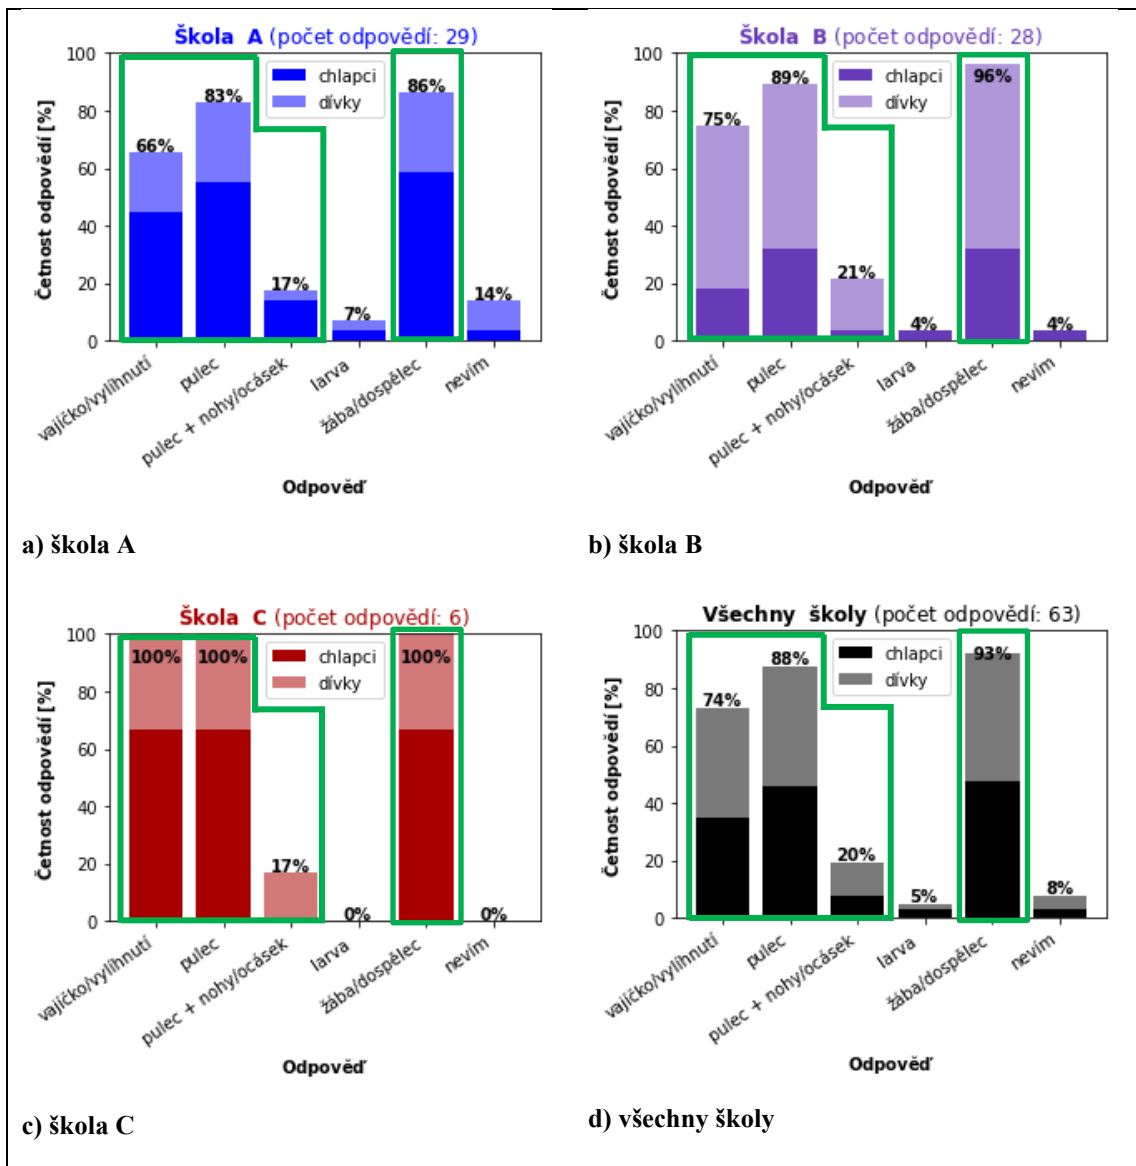 Škola A (počet odpovědí: 29)
Četnost odpovědí [%]
100
80
60
40
20
0
chlapci
dívky
66%
83%
17%
7%
86%
14%
vajíčko/vylíhnutí
pulec
pulec + nohy/ocásek
larva
žába/dospělec
nevím
Odpověď
a) škola A
Škola B (počet odpovědí: 28)
Četnost odpovědí [%]
100
80
60
40
20
0
chlapci
dívky
75%
89%
21%
4%
96%
4%
vajíčko/vylíhnutí
pulec
pulec + nohy/ocásek
larva
žába/dospělec
nevím
Odpověď
b) škola B
Škola C (počet odpovědí: 6)
Četnost odpovědí [%]
100
80
60
40
20
0
chlapci
dívky
100%
100%
17%
0%
100%
0%
vajíčko/vylíhnutí
pulec
pulec + nohy/ocásek
larva
žába/dospělec
nevím
Odpověď
c) škola C
Všechny školy (počet odpovědí: 63)
Četnost odpovědí [%]
100
80
60
40
20
0
chlapci
dívky
74%
88%
20%
5%
93%
8%
vajíčko/vylíhnutí
pulec
pulec + nohy/ocásek
larva
žába/dospělec
nevím
Odpověď
d) všechny školy